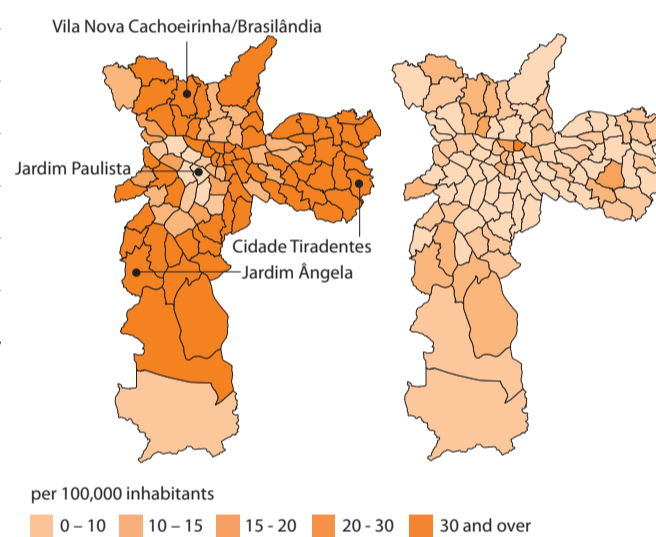 Vila Nova Cachoeirinha/Brasilândia
Jardim Paulista
Cidade Tiradentes
Jardim Ângela
per 100,000 inhabitants
0 – 10
10 – 15
15 - 20
20 - 30
30 and over